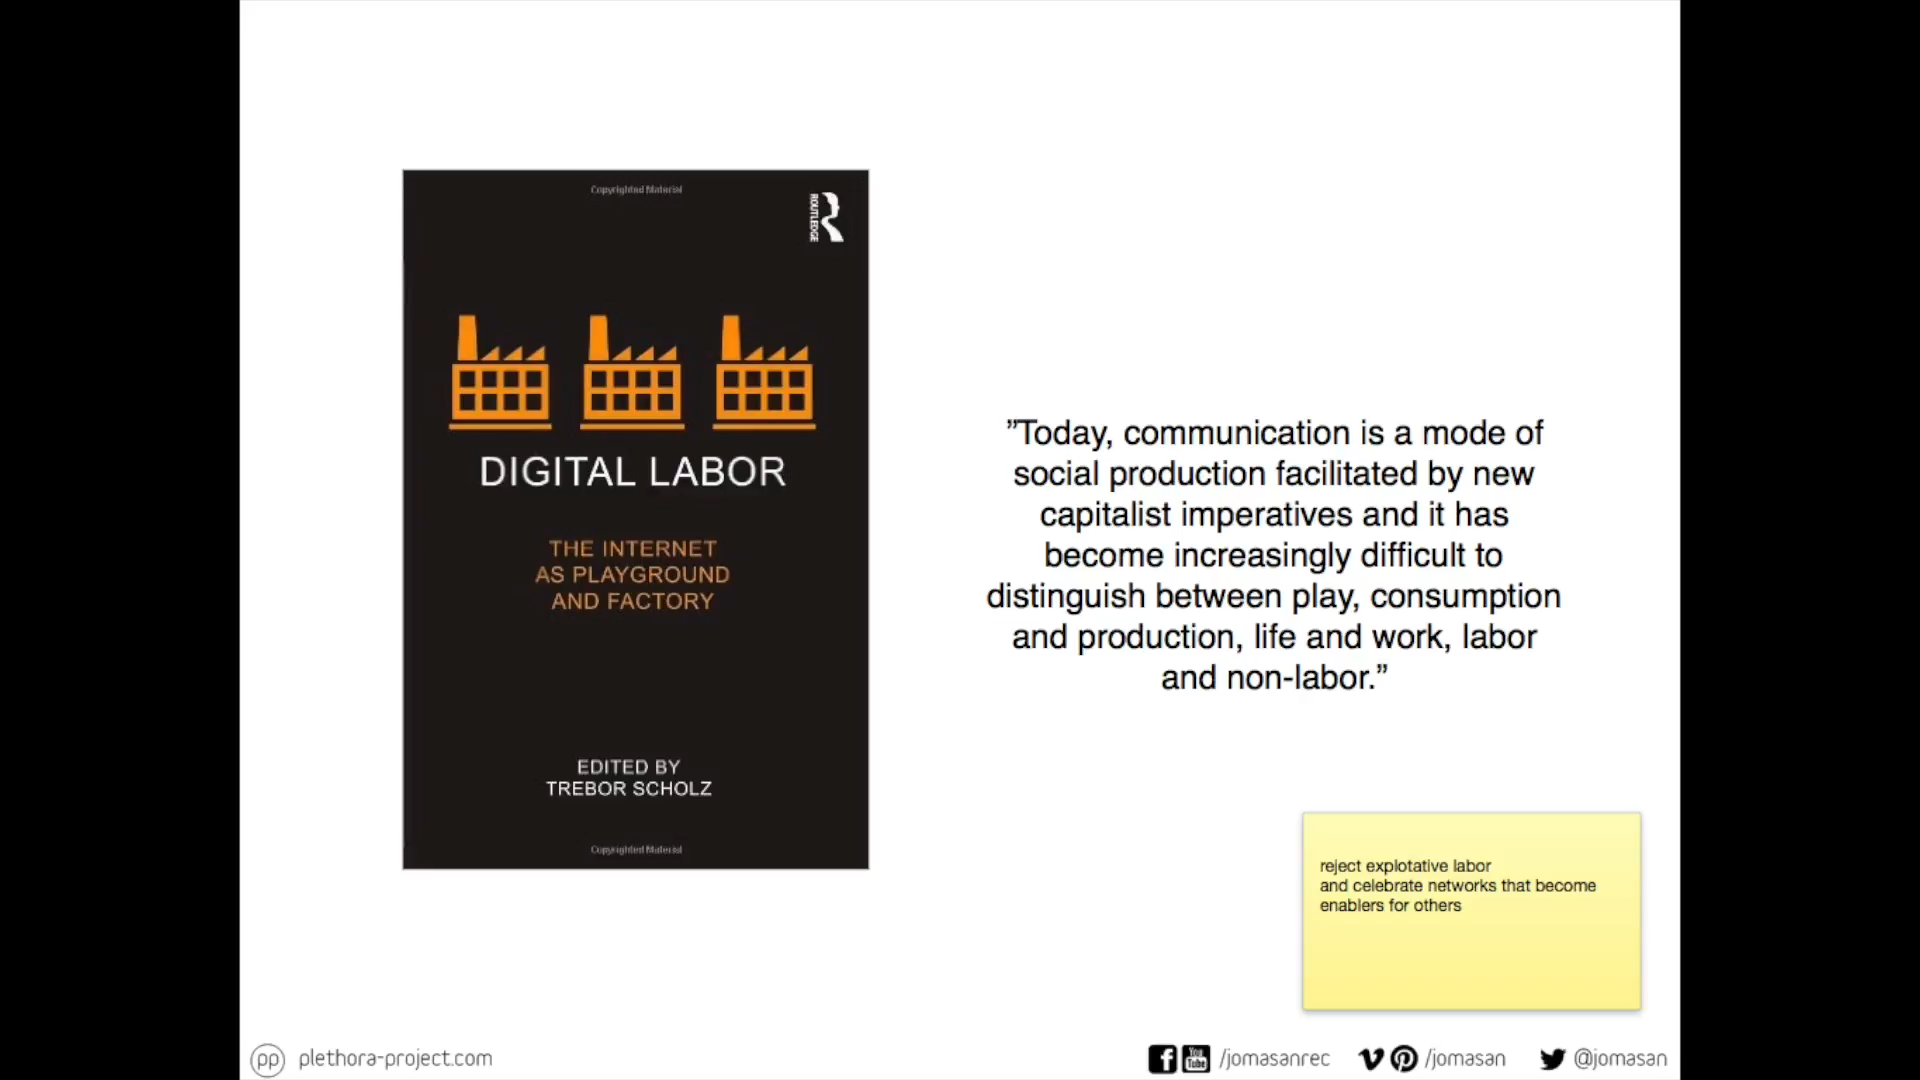 Copyrighted Material
ROUTLEDGE
DIGITAL LABOR
THE INTERNET
AS PLAYGROUND
AND FACTORY
EDITED BY
TREBOR SCHOLZ
Copyrighted Material
”Today, communication is a mode of
social production facilitated by new
capitalist imperatives and it has
become increasingly difficult to
distinguish between play, consumption
and production, life and work, labor
and non-labor.”
reject explotative labor
and celebrate networks that become
enablers for others
pp plethora-project.com
f You Tube /jomasanrec /jomasan @jomasan